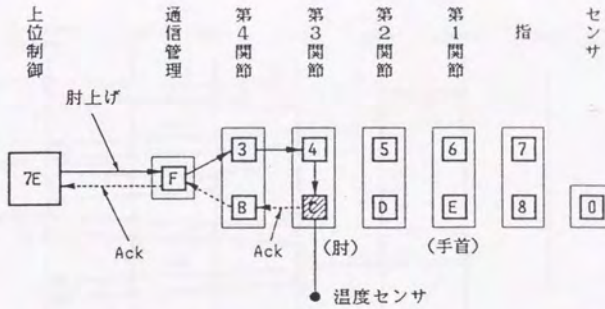 上位制御
通信管理
第4関節
第3関節
第2関節
第1関節
指
センサ
肘上げ
3
4
5
6
7
7E
F
B
D
E
8
0
Ack
Ack
(肘)
(手首)
温度センサ